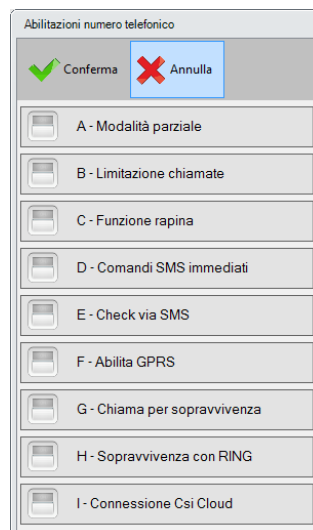 Abilitazioni numero telefonico
Conferma Annulla
A - Modalità parziale
B - Limitazione chiamate
C - Funzione rapina
D - Comandi SMS immediati
E - Check via SMS
F - Abilita GPRS
G - Chiama per sopravvivenza
H - Sopravvivenza con RING
I - Connessione Csi Cloud